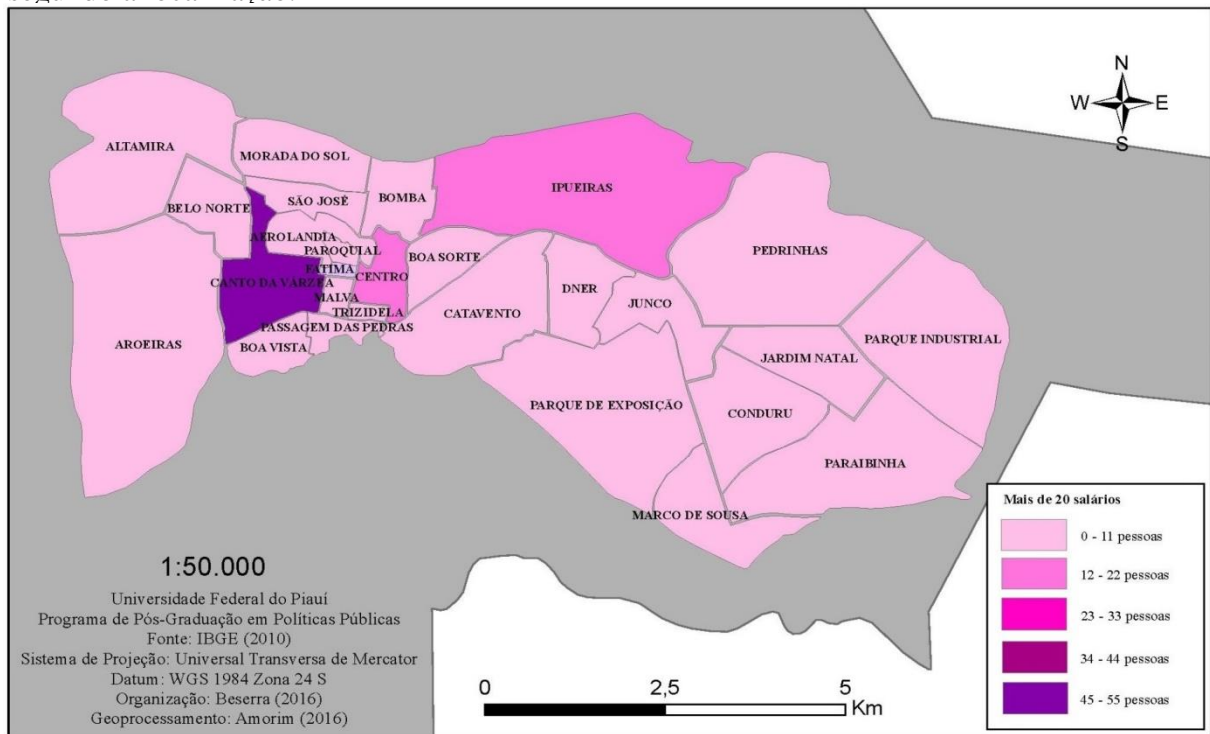 N
W E
S
ALTAMIRA
MORADA DO SOL
BELO NORTE
SÃO JOSÉ
BOMBA
IPUEIRAS
AEROLANDIA
PAROQUIAL
FATIMA
CENTRO
BOA SORTE
PEDRINHAS
CANTO DA VARZEA
MALVA
TRIZIDELA
PASSAGEM DAS PEDRAS
BOA VISTA
CATAVENTO
DNER
JUNCO
AROEIRAS
JARDIM NATAL
PARQUE INDUSTRIAL
PARQUE DE EXPOSIÇÃO
CONDURU
PARAIBINHA
MARCO DE SOUSA
1:50.000
Universidade Federal do Piauí
Programa de Pós-Graduação em Políticas Públicas
Fonte: IBGE (2010)
Sistema de Projeção: Universal Transversa de Mercator
Datum: WGS 1984 Zona 24 S
Organização: Beserra (2016)
Geoprocessamento: Amorim (2016)
0 2,5 5
Km
Mais de 20 salários
0 - 11 pessoas
12 - 22 pessoas
23 - 33 pessoas
34 - 44 pessoas
45 - 55 pessoas